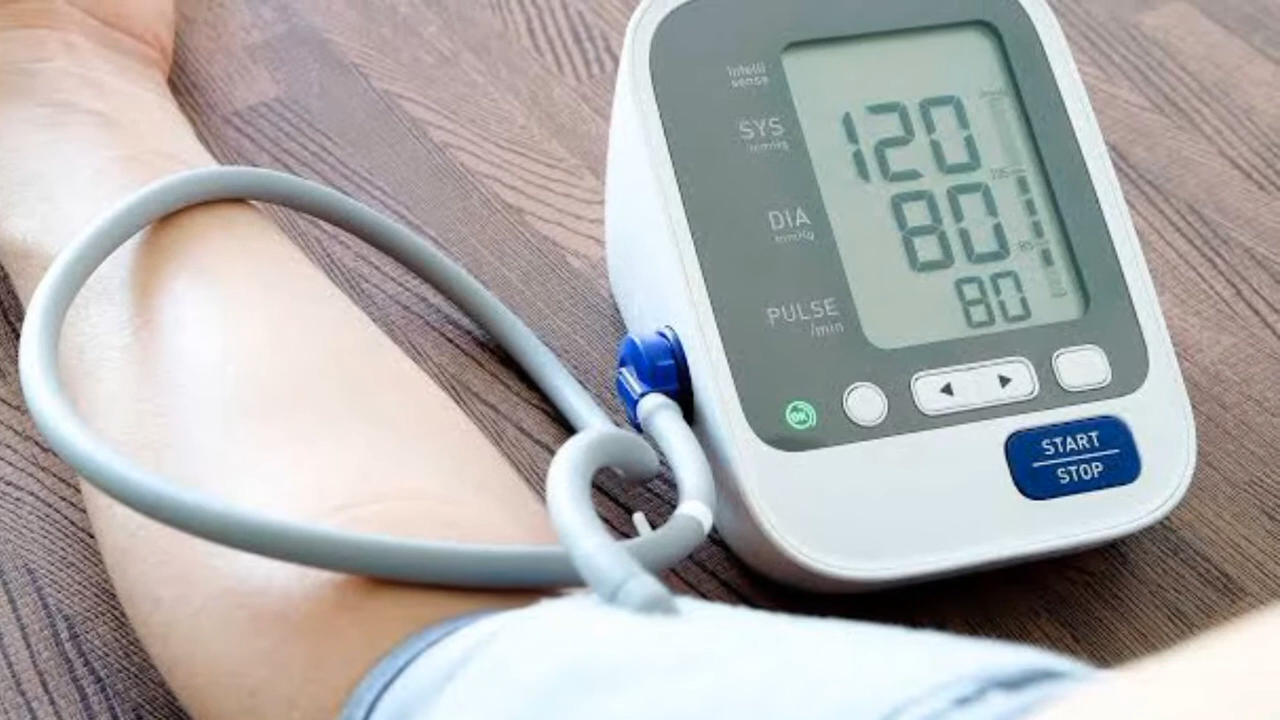 Intelli
sense
SYS
mmHg
120
DIA
mmHg
80
PULSE
/min
80
OK
START
STOP